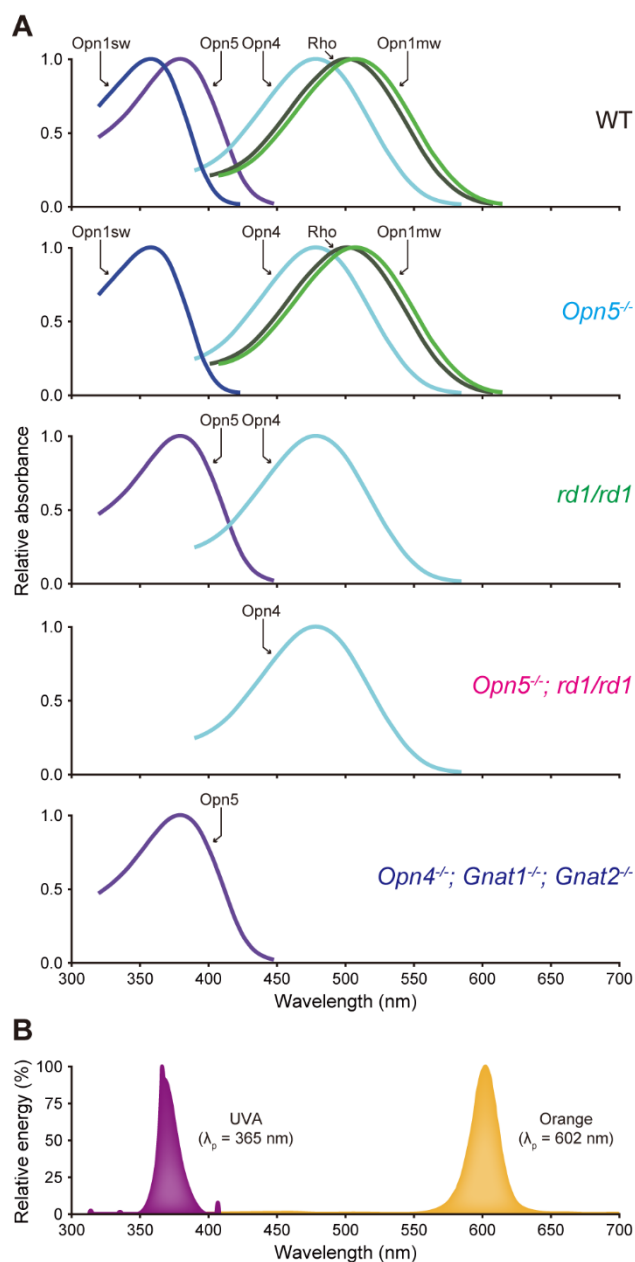 A
Opn1sw Opn5 Opn4 Rho Opn1mw
1.0
WT
0.5
0.0
Opn1sw Opn4 Rho Opn1mw
1.0
Opn5-/-
0.5
0.0
Opn5 Opn4
1.0
rd1/rd1
0.5
0.0
Relative absorbance
Opn4
1.0
Opn5-/-; rd1/rd1
0.5
0.0
Opn5
1.0
Opn4-/-; Gnat1-/-; Gnat2-/-
0.5
0.0
300 350 400 450 500 550 600 650 700
Wavelength (nm)
B
Relative energy (%)
100
75
50
25
0
UVA
(λp = 365 nm)
Orange
(λp = 602 nm)
300 350 400 450 500 550 600 650 700
Wavelength (nm)